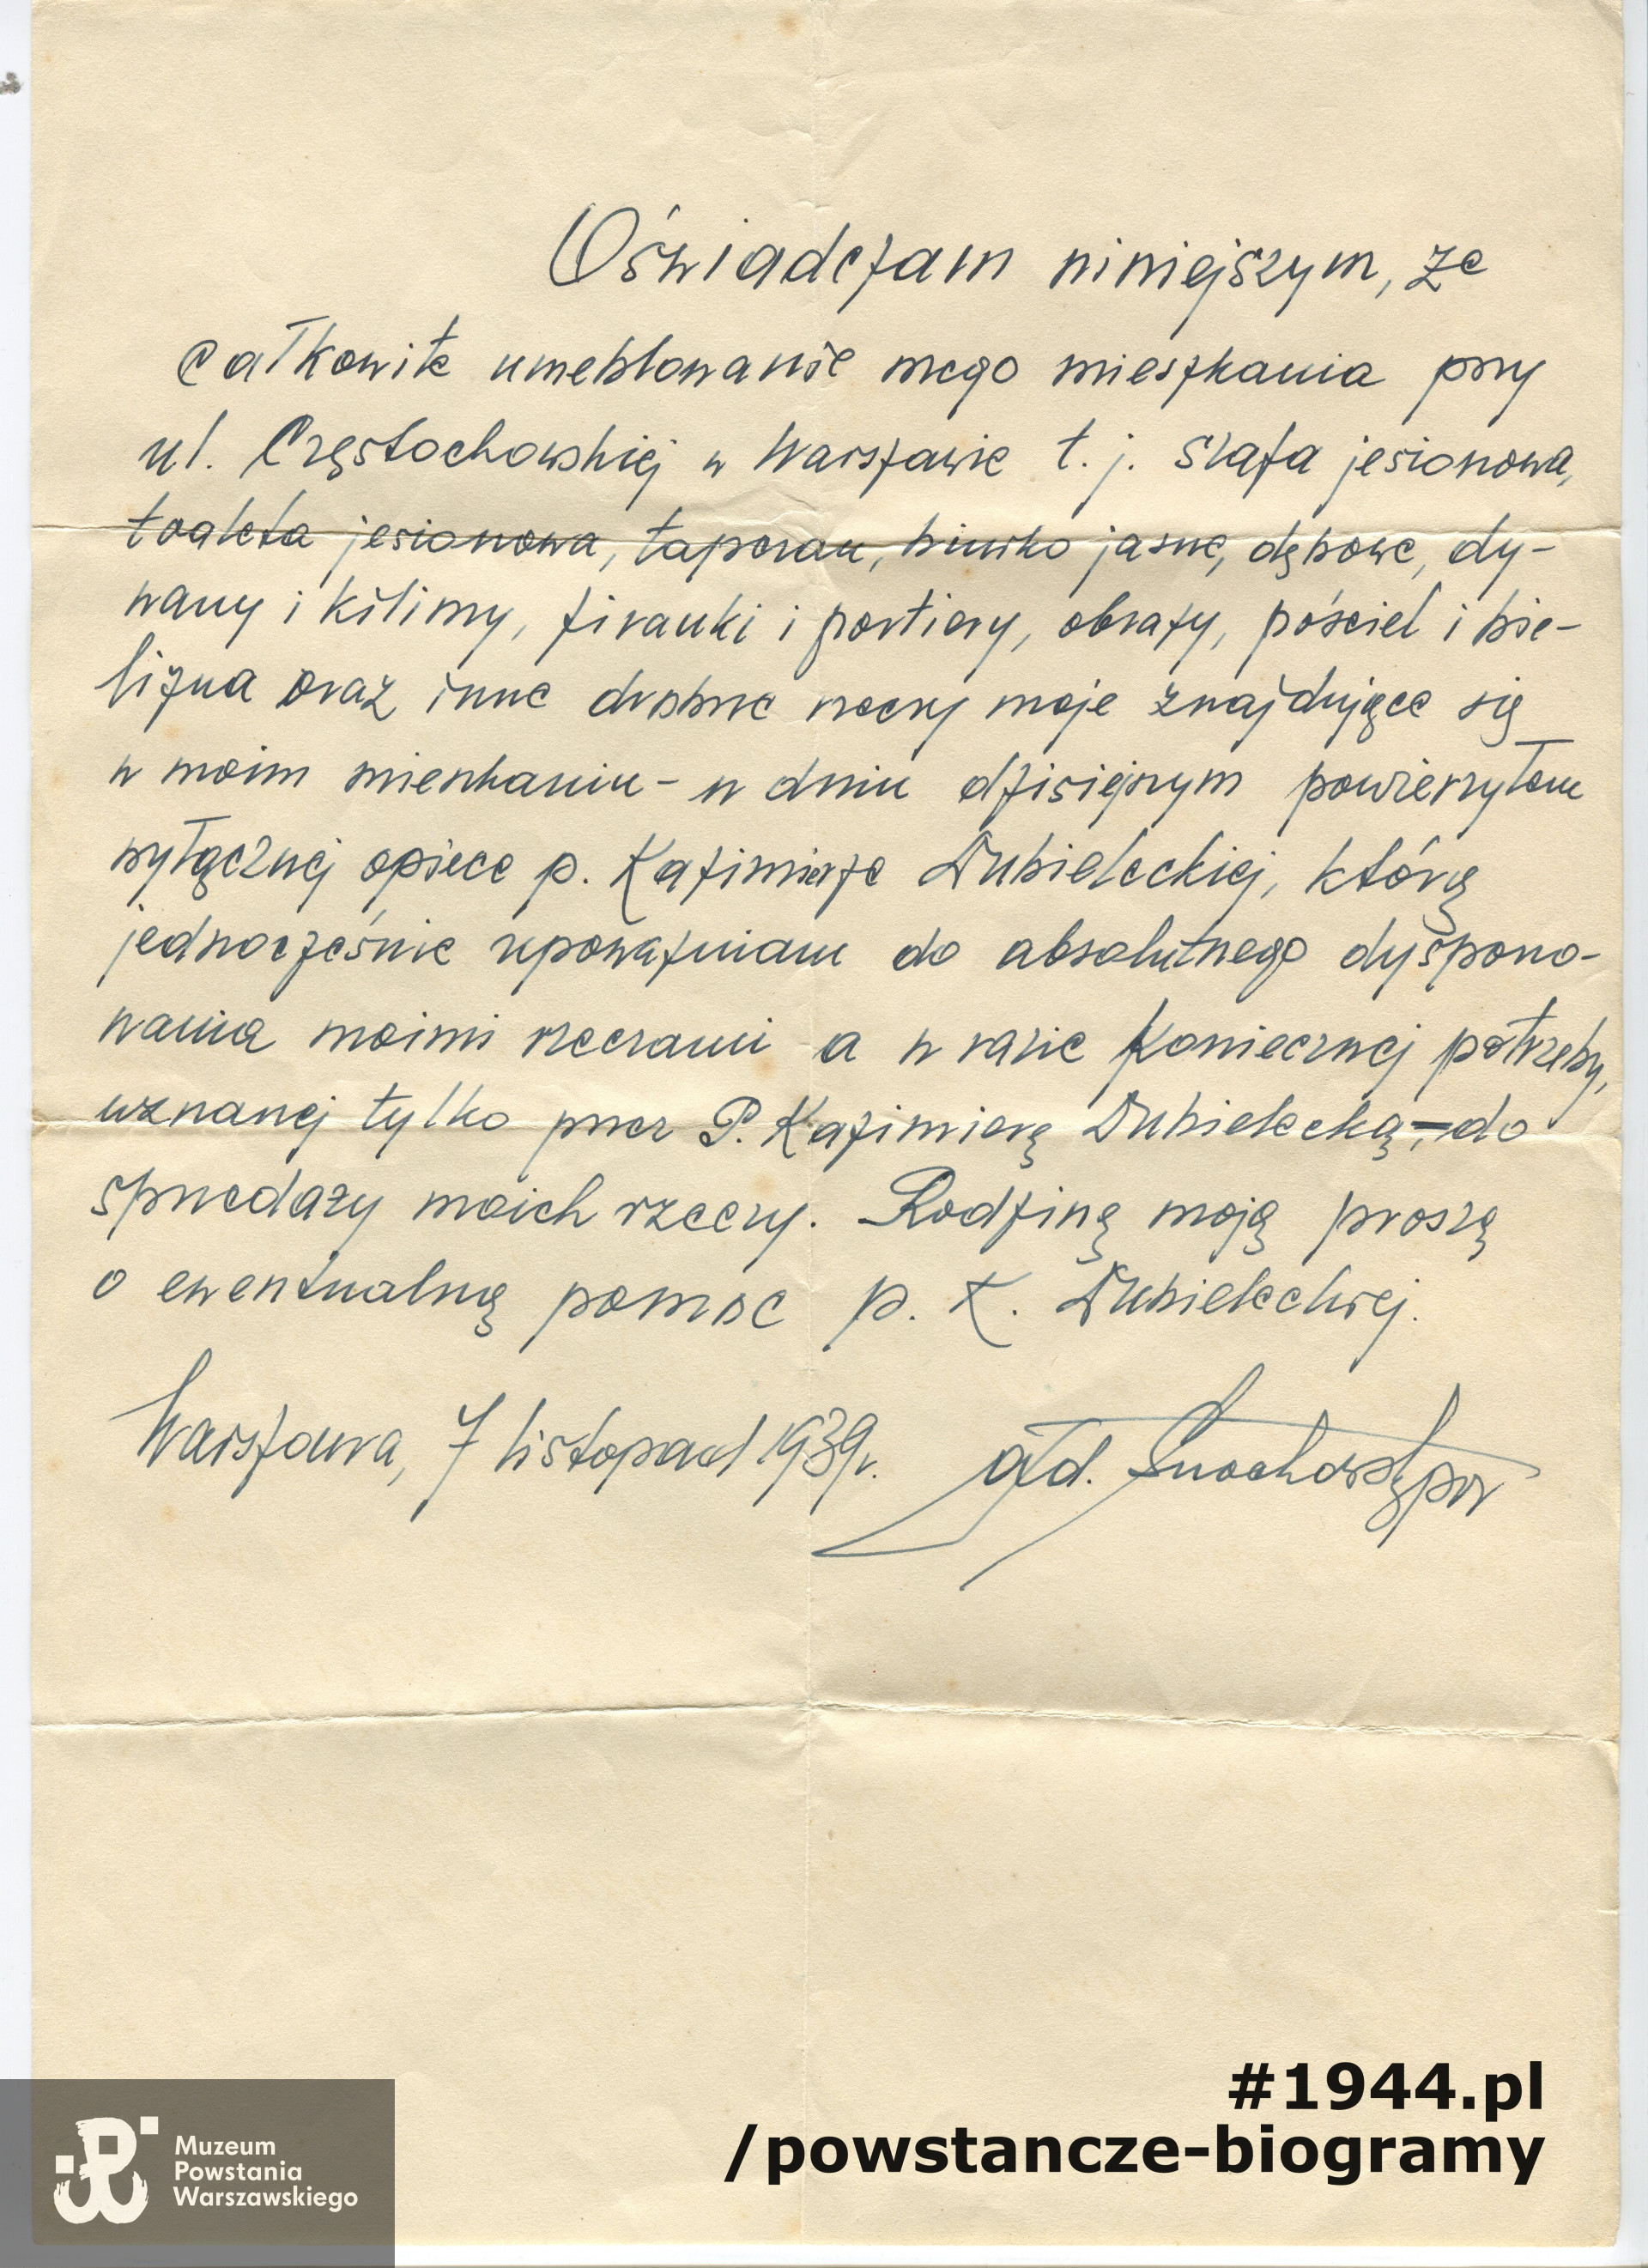 Oświadczam niniejszym, że
całkowite umeblowanie mego mieszkania przy
ul. Częstochowskiej w Warszawie t. j. szafa jesionowa,
toaleta jesionowa, tapczan, biurko jasne, dębowe, dy-
wany i kilimy, firanki i portiery, obrazy, pościel i bie-
lizna oraz inne drobne rzeczy moje znajdujące się
w moim mieszkaniu - w dniu dzisiejszym powierzyłem
wyłącznej opiece p. Kazimierze Dubieleckiej, którą
jednocześnie upoważniam do absolutnego dyspono-
wania moimi rzeczami a w razie koniecznej potrzeby,
uznanej tylko przez P. Kazimierę Dubielecką, - do
sprzedaży moich rzeczy. Rodzinę moją proszę
o ewentualną pomoc p. K. Dubieleckiej.
Warszawa, 7 listopad 1939r.
#1944.pl
/powstancze-biogramy
Muzeum
Powstania
Warszawskiego